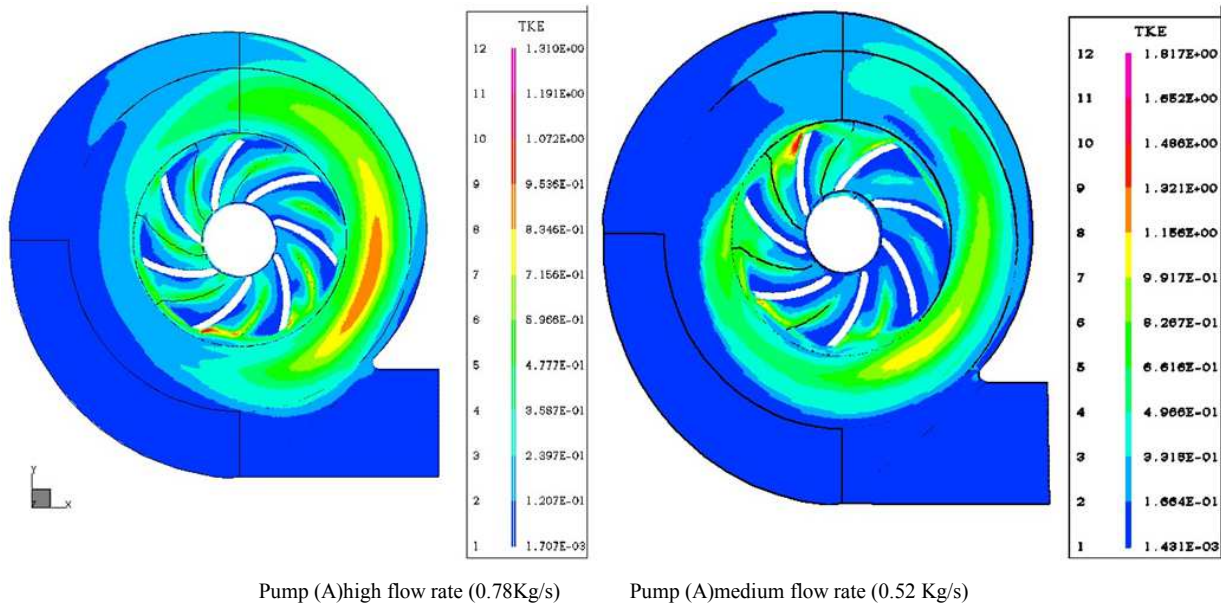 TKE
12 1.310E+00
11 1.191E+00
10 1.072E+00
9 9.536E-01
8 8.346E-01
7 7.156E-01
6 5.966E-01
5 4.777E-01
4 3.587E-01
3 2.397E-01
2 1.207E-01
1 1.707E-03
TKE
12 1.817E+00
11 1.652E+00
10 1.486E+00
9 1.321E+00
8 1.156E+00
7 9.917E-01
6 8.267E-01
5 6.616E-01
4 4.966E-01
3 3.315E-01
2 1.664E-01
1 1.431E-03
Y
Z X
Pump (A)high flow rate (0.78Kg/s) Pump (A)medium flow rate (0.52 Kg/s)